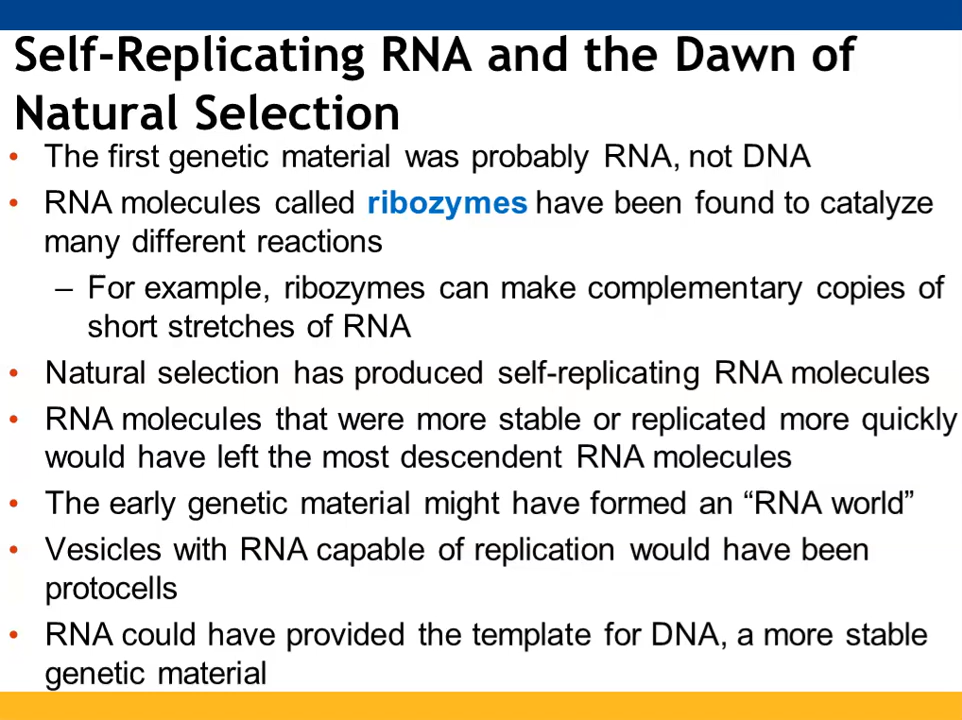 Self-Replicating RNA and the Dawn of
Natural Selection
• The first genetic material was probably RNA, not DNA
• RNA molecules called ribozymes have been found to catalyze
many different reactions
– For example, ribozymes can make complementary copies of
short stretches of RNA
• Natural selection has produced self-replicating RNA molecules
• RNA molecules that were more stable or replicated more quickly
would have left the most descendent RNA molecules
• The early genetic material might have formed an “RNA world”
• Vesicles with RNA capable of replication would have been
protocells
• RNA could have provided the template for DNA, a more stable
genetic material